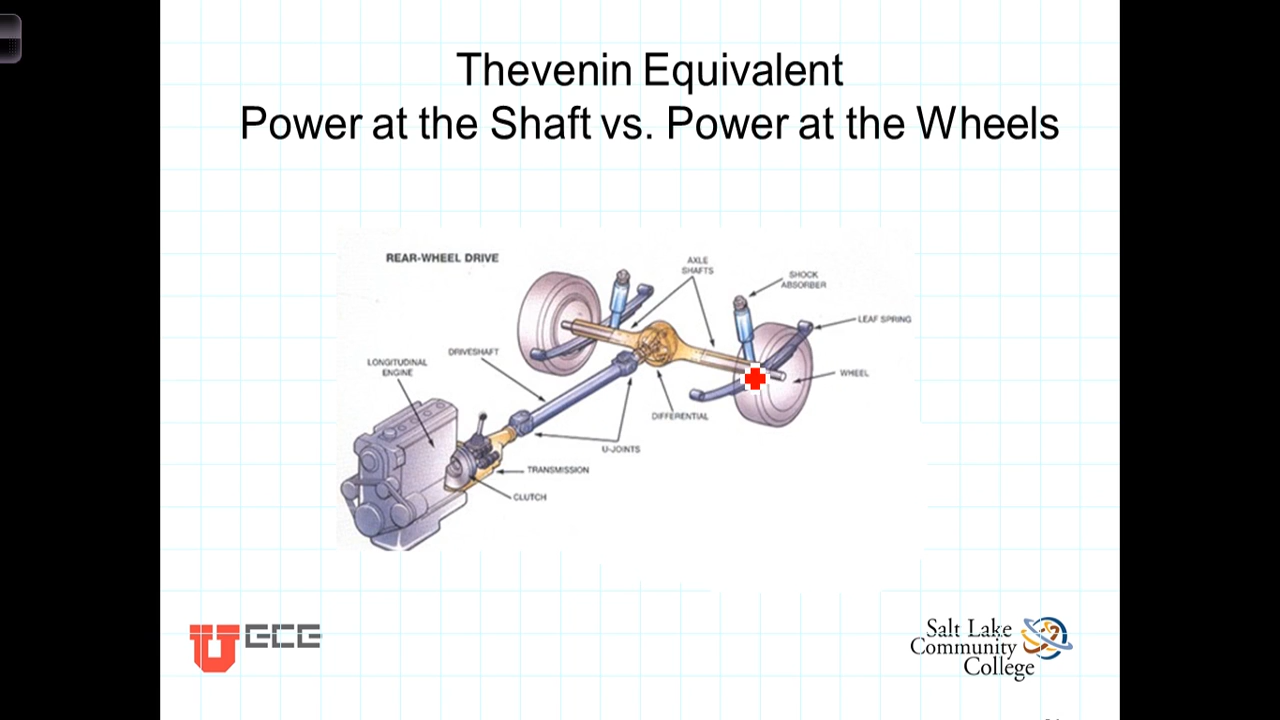 Thevenin Equivalent
Power at the Shaft vs. Power at the Wheels
REAR-WHEEL DRIVE
AXLE
SHAFTS
SHOCK
ABSORBER
LEAF SPRING
DRIVESHAFT
LONGITUDINAL
ENGINE
WHEEL
DIFFERENTIAL
U-JOINTS
TRANSMISSION
CLUTCH
U ECE
Salt Lake
Community
College